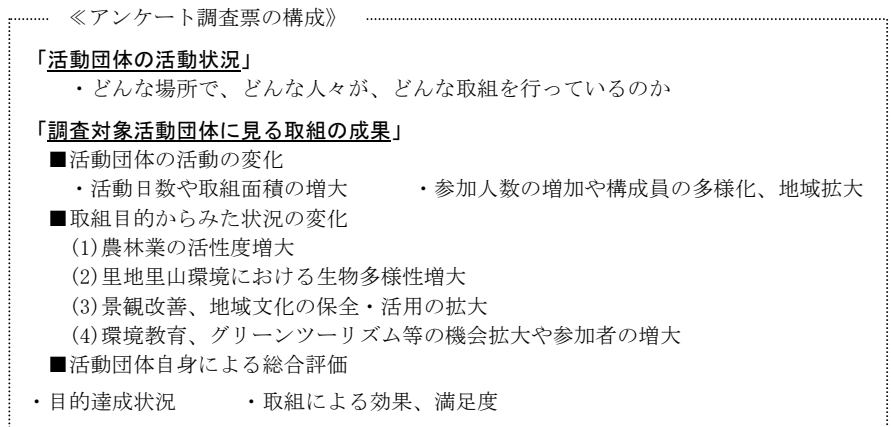 ≪アンケート調査票の構成≫
「活動団体の活動状況」
・どんな場所で、どんな人々が、どんな取組を行っているのか
「調査対象活動団体に見る取組の成果」
■活動団体の活動の変化
・活動日数や取組面積の増大　　・参加人数の増加や構成員の多様化、地域拡大
■取組目的からみた状況の変化
(1)農林業の活性度増大
(2)里地里山環境における生物多様性増大
(3)景観改善、地域文化の保全・活用の拡大
(4)環境教育、グリーンツーリズム等の機会拡大や参加者の増大
■活動団体自身による総合評価
・目的達成状況　　・取組による効果、満足度